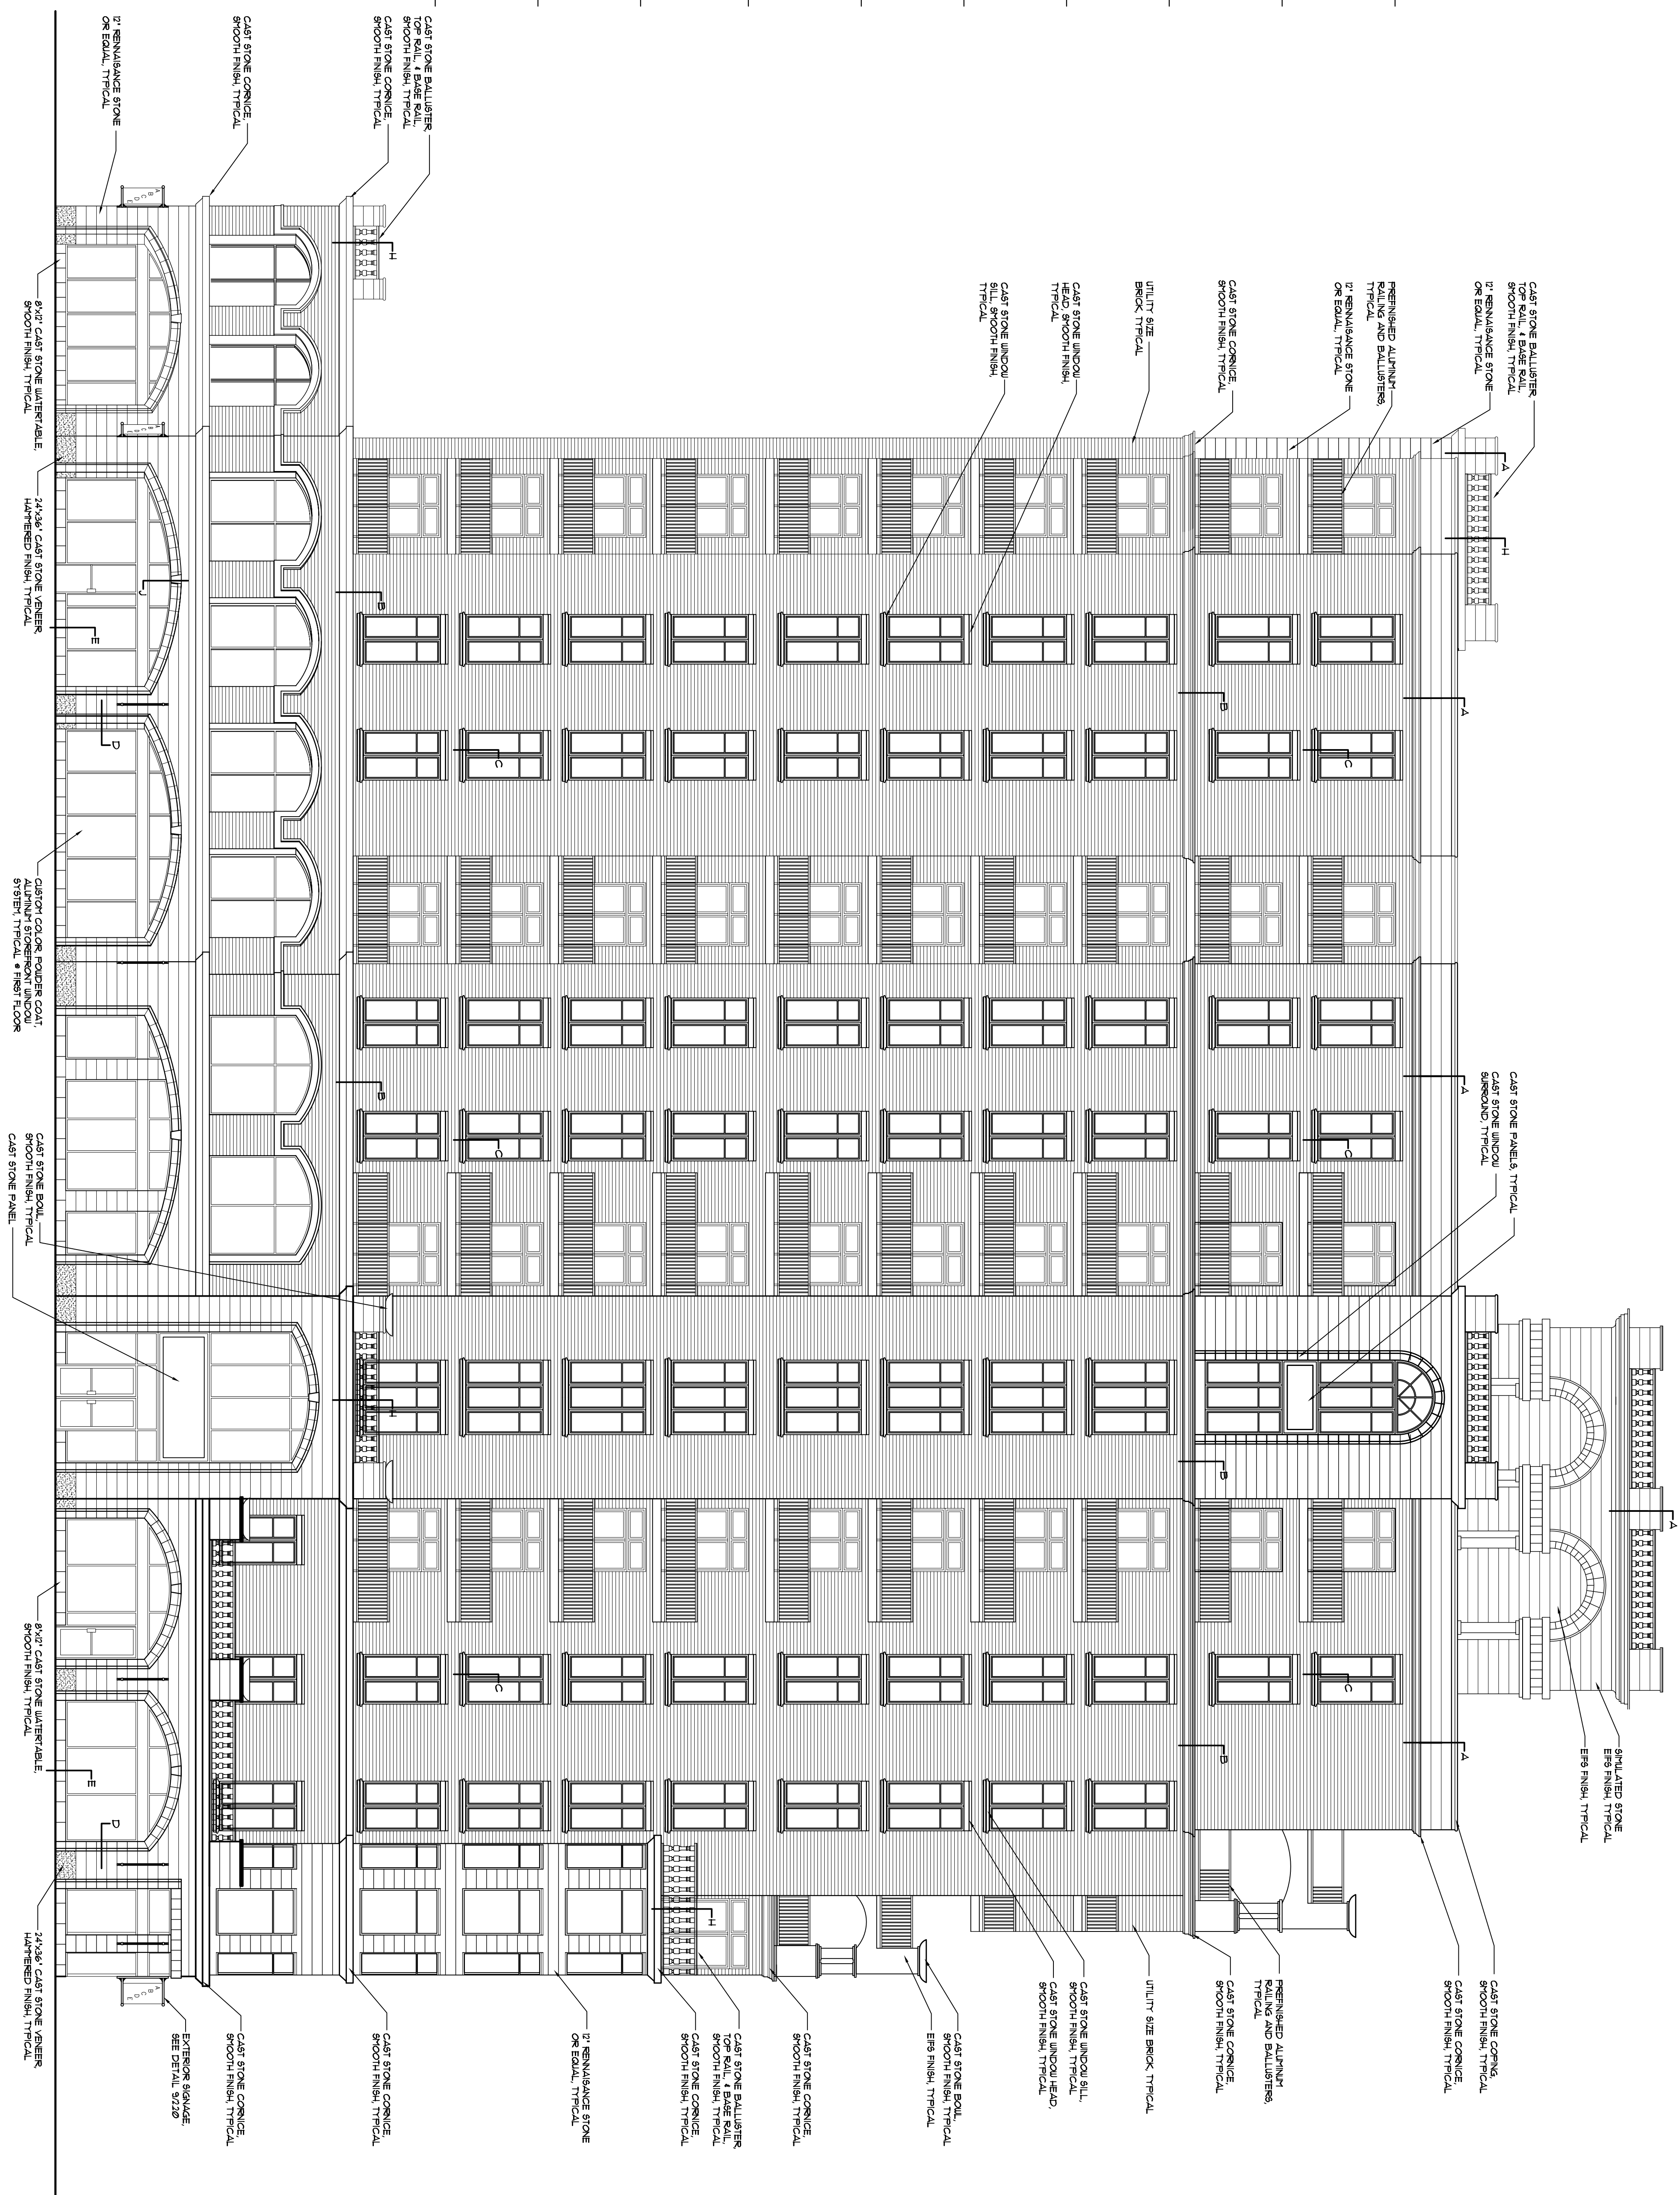 CAST STONE BALLUSTER,
TOP RAIL, & BASE RAIL,
SMOOTH FINISH, TYPICAL
12" RENNAISANCE STONE
OR EQUAL, TYPICAL
PREFINISHED ALUMINUM
RAILING AND BALLUSTERS,
TYPICAL
12" RENNAISANCE STONE
OR EQUAL, TYPICAL
CAST STONE CORNICE,
SMOOTH FINISH, TYPICAL
UTILITY SIZE
BRICK, TYPICAL
CAST STONE WINDOW
HEAD, SMOOTH FINISH,
TYPICAL
CAST STONE WINDOW
SILL, SMOOTH FINISH,
TYPICAL
CAST STONE BALLUSTER,
TOP RAIL, & BASE RAIL,
SMOOTH FINISH, TYPICAL
CAST STONE CORNICE,
SMOOTH FINISH, TYPICAL
CAST STONE CORNICE,
SMOOTH FINISH, TYPICAL
12" RENNAISANCE STONE
OR EQUAL, TYPICAL
CAST STONE PANELS, TYPICAL
CAST STONE WINDOW
SURROUND, TYPICAL
SIMULATED STONE
EIFS FINISH, TYPICAL
EIFS FINISH, TYPICAL
CAST STONE COPING,
SMOOTH FINISH, TYPICAL
CAST STONE CORNICE,
SMOOTH FINISH, TYPICAL
PREFINISHED ALUMINUM
RAILING AND BALLUSTERS,
TYPICAL
CAST STONE CORNICE,
SMOOTH FINISH, TYPICAL
UTILITY SIZE BRICK, TYPICAL
CAST STONE WINDOW SILL,
SMOOTH FINISH, TYPICAL
CAST STONE WINDOW HEAD,
SMOOTH FINISH, TYPICAL
CAST STONE BOWL,
SMOOTH FINISH, TYPICAL
EIFS FINISH, TYPICAL
CAST STONE CORNICE,
SMOOTH FINISH, TYPICAL
CAST STONE BALLUSTER,
TOP RAIL, & BASE RAIL,
SMOOTH FINISH, TYPICAL
CAST STONE CORNICE,
SMOOTH FINISH, TYPICAL
12" RENNAISANCE STONE
OR EQUAL, TYPICAL
CAST STONE CORNICE,
SMOOTH FINISH, TYPICAL
CAST STONE CORNICE,
SMOOTH FINISH, TYPICAL
EXTERIOR SIGNAGE,
SEE DETAIL 9/220
8"x12" CAST STONE WATERTABLE,
SMOOTH FINISH, TYPICAL
24"x36" CAST STONE VENEER,
HAMMERED FINISH, TYPICAL
CUSTOM COLOR, POWDER COAT,
ALUMINUM STOREFRONT WINDOW
SYSTEM, TYPICAL @ FIRST FLOOR
CAST STONE BOWL,
SMOOTH FINISH, TYPICAL
CAST STONE PANEL
8"x12" CAST STONE WATERTABLE,
SMOOTH FINISH, TYPICAL
24"x36" CAST STONE VENEER,
HAMMERED FINISH, TYPICAL
A
A
H
A
A
A
B
B
B
C
C
C
H
B
B
H
C
C
C
H
J
E
D
E
D
A
B
C
D
E
A
B
C
D
E
A
B
C
D
E